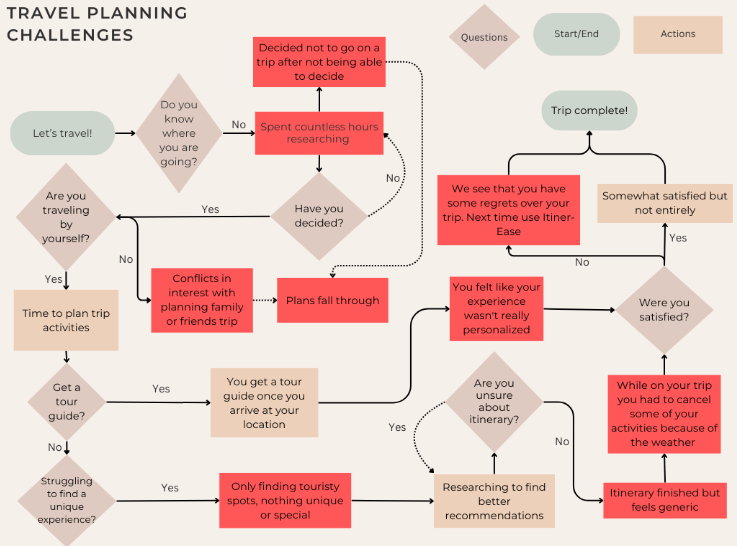 TRAVEL PLANNING
CHALLENGES
Questions
Start/End
Actions
Decided not to go on a
trip after not being able
to decide
Let's travel!
Do you
know
where
you are
going?
No
Spent countless hours
researching
No
Have you
decided?
Yes
Are you
traveling
by
yourself?
No
Conflicts in
interest with
planning family
or friends trip
Plans fall through
Yes
Time to plan trip
activities
Get a
tour
guide?
Yes
You get a tour
guide once you
arrive at your
location
No
Struggling
to find a
unique
experience?
Yes
Only finding touristy
spots, nothing unique
or special
Researching to find
better
recommendations
Are you
unsure
about
itinerary?
Yes
No
Itinerary finished but
feels generic
While on your trip
you had to cancel
some of your
activities because of
the weather
You felt like your
experience
wasn't really
personalized
Were you
satisfied?
No
Yes
We see that you have
some regrets over your
trip. Next time use Itiner-
Ease
Somewhat satisfied but
not entirely
Trip complete!